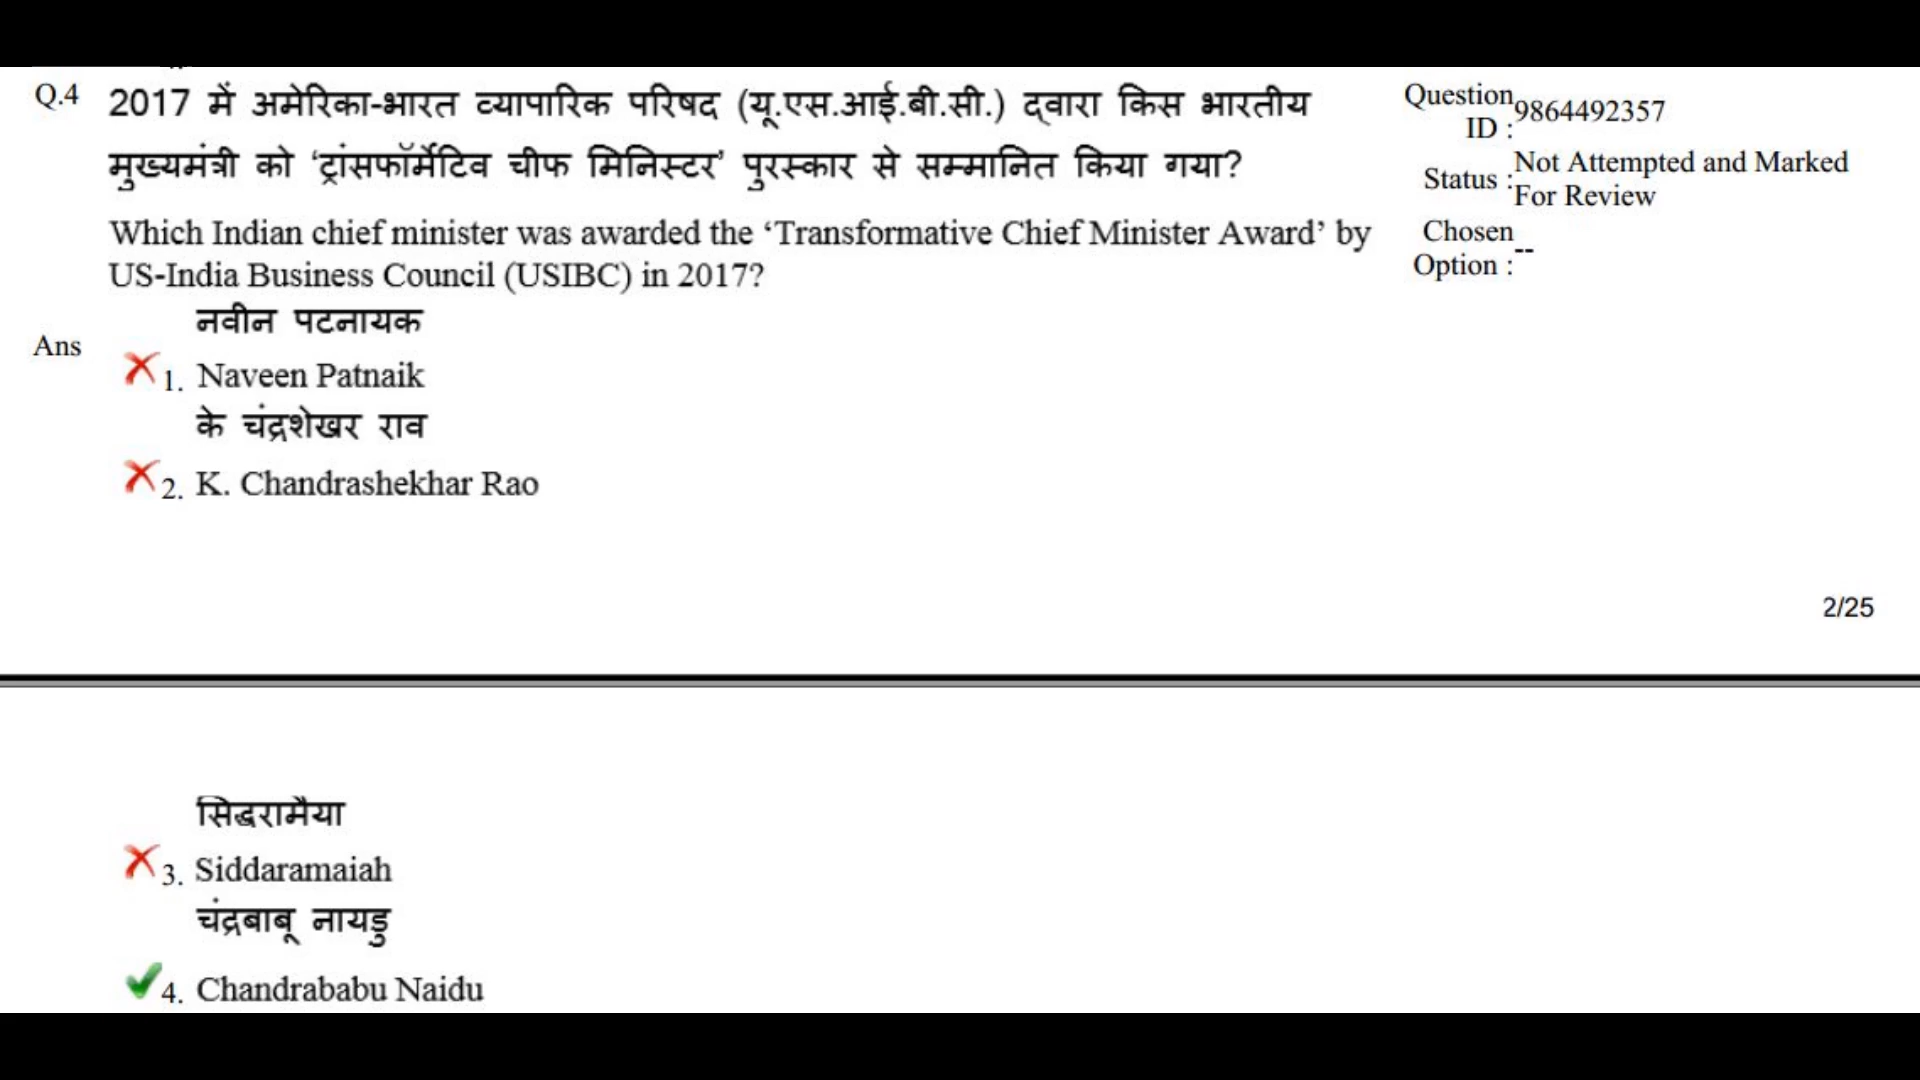 Q.4 2017 में अमेरिका-भारत व्यापारिक परिषद (यू.एस.आई.बी.सी.) द्वारा किस भारतीय
मुख्यमंत्री को ‘ट्रांसफॉर्मेटिव चीफ मिनिस्टर’ पुरस्कार से सम्मानित किया गया?
Which Indian chief minister was awarded the ‘Transformative Chief Minister Award’ by
US-India Business Council (USIBC) in 2017?
Question
ID : 9864492357
Status : Not Attempted and Marked
For Review
Chosen
Option : --
Ans
नवीन पटनायक
1. Naveen Patnaik
के चंद्रशेखर राव
2. K. Chandrashekhar Rao
2/25
सिद्धरामैया
3. Siddaramaiah
चंद्रबाबू नायडु
4. Chandrababu Naidu